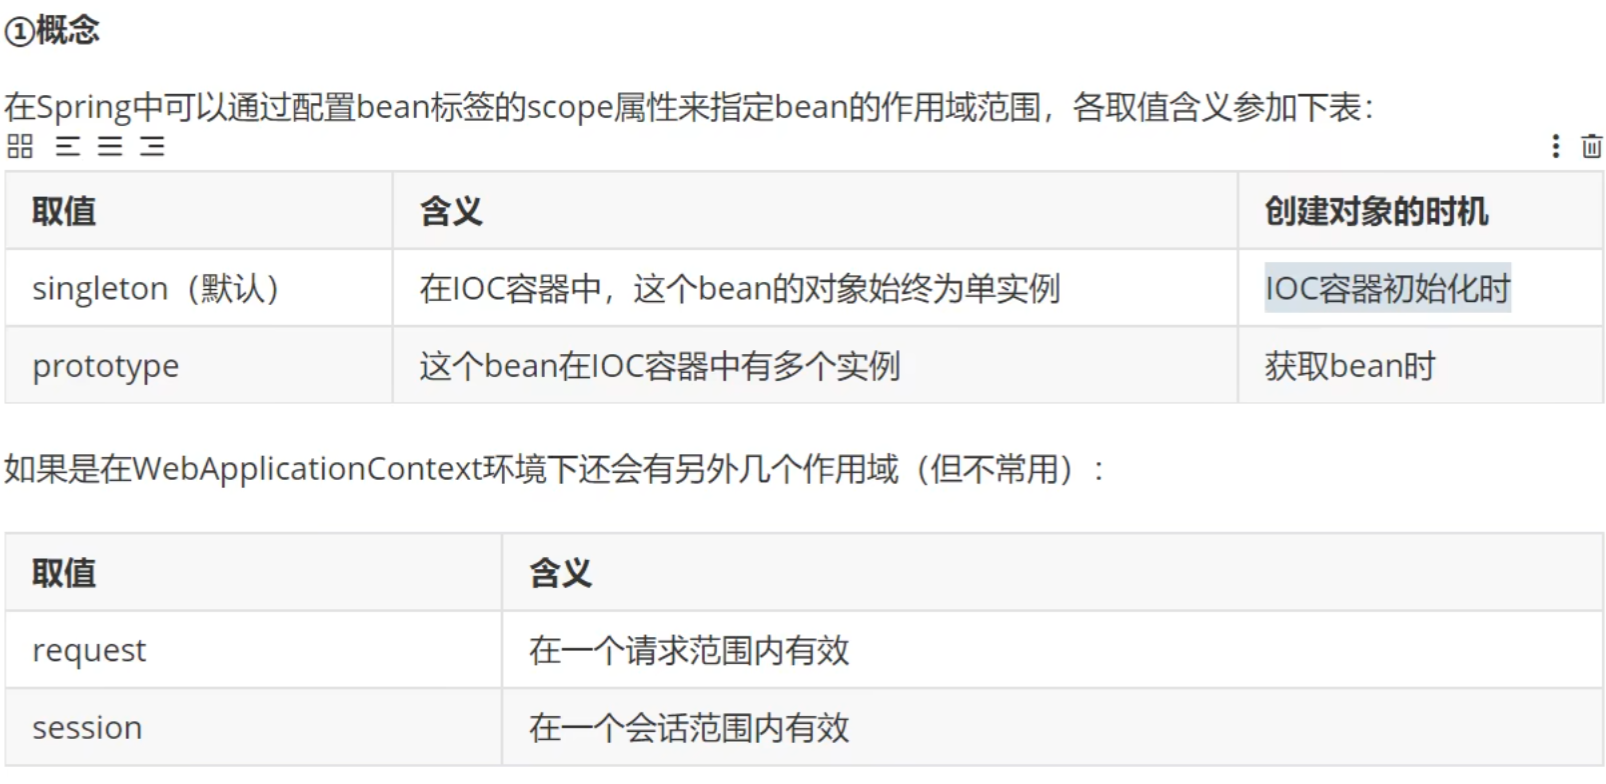 ①概念
在Spring中可以通过配置bean标签的scope属性来指定bean的作用域范围，各取值含义参加下表：
取值 含义 创建对象的时机
singleton（默认） 在IOC容器中，这个bean的对象始终为单实例 IOC容器初始化时
prototype 这个bean在IOC容器中有多个实例 获取bean时
如果是在WebApplicationContext环境下还会有另外几个作用域（但不常用）：
取值 含义
request 在一个请求范围内有效
session 在一个会话范围内有效